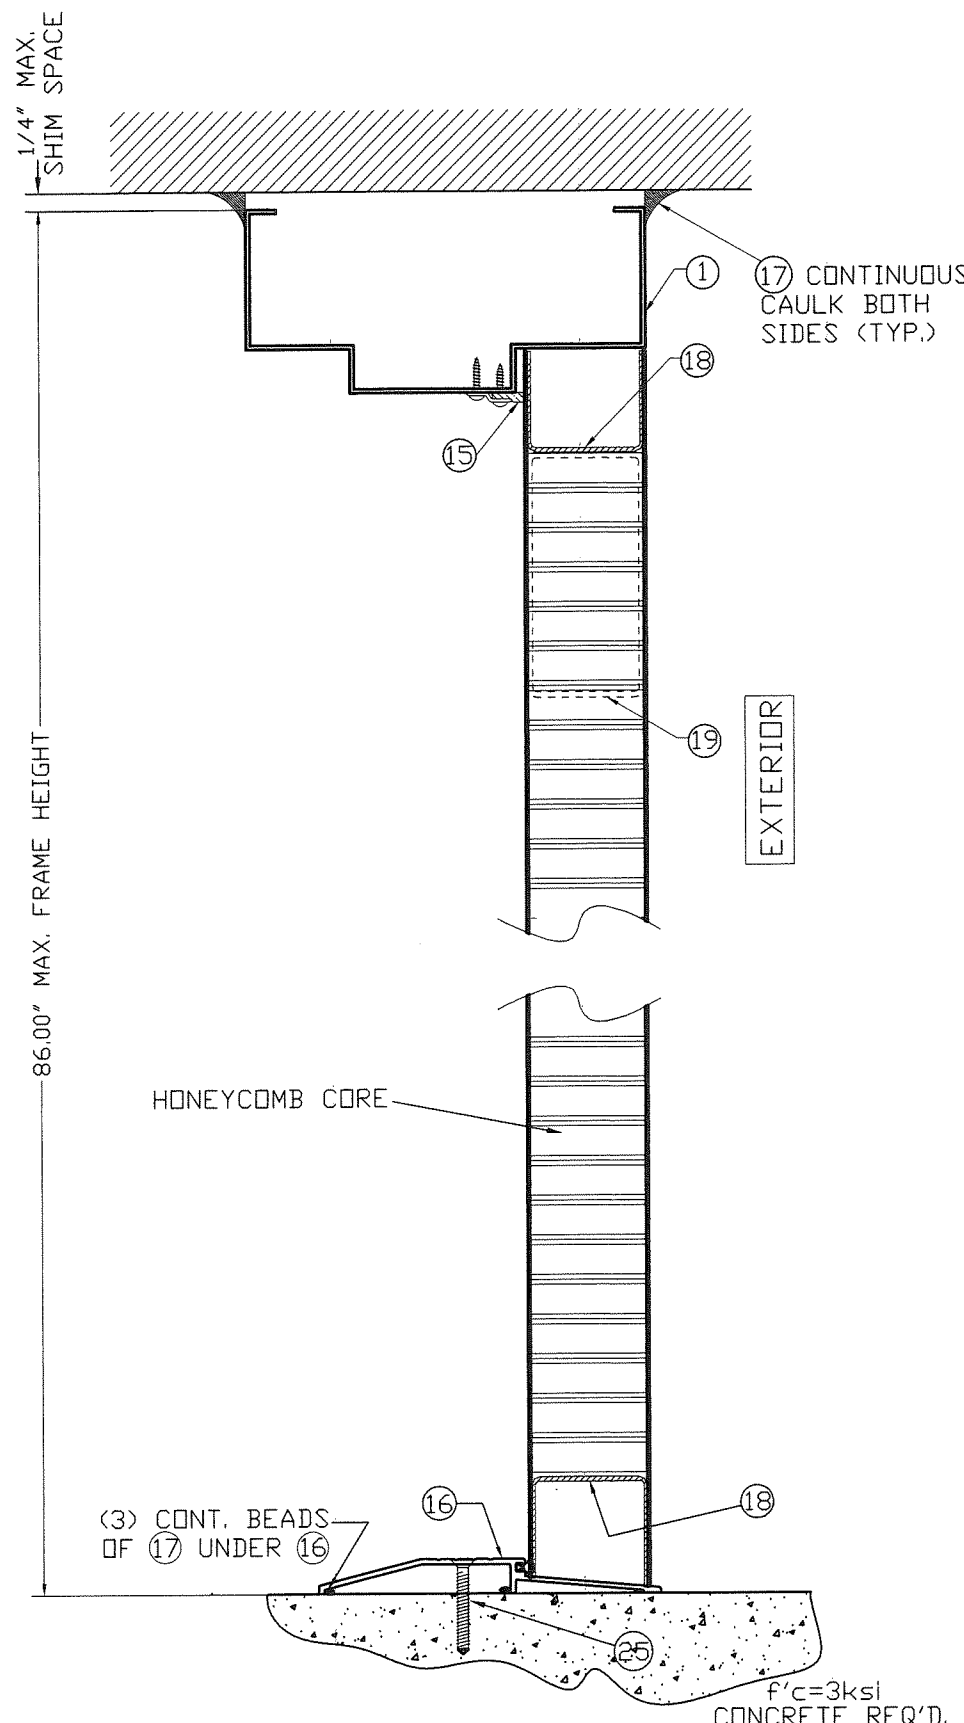 1/4" MAX.
SHIM SPACE
1
17 CONTINUOUS
CAULK BOTH
SIDES (TYP.)
18
15
19
EXTERIOR
86.00" MAX. FRAME HEIGHT
HONEYCOMB CORE
(3) CONT. BEADS
OF 17 UNDER 16
16
18
25
f'c=3ksi
CONCRETE REQ'D.